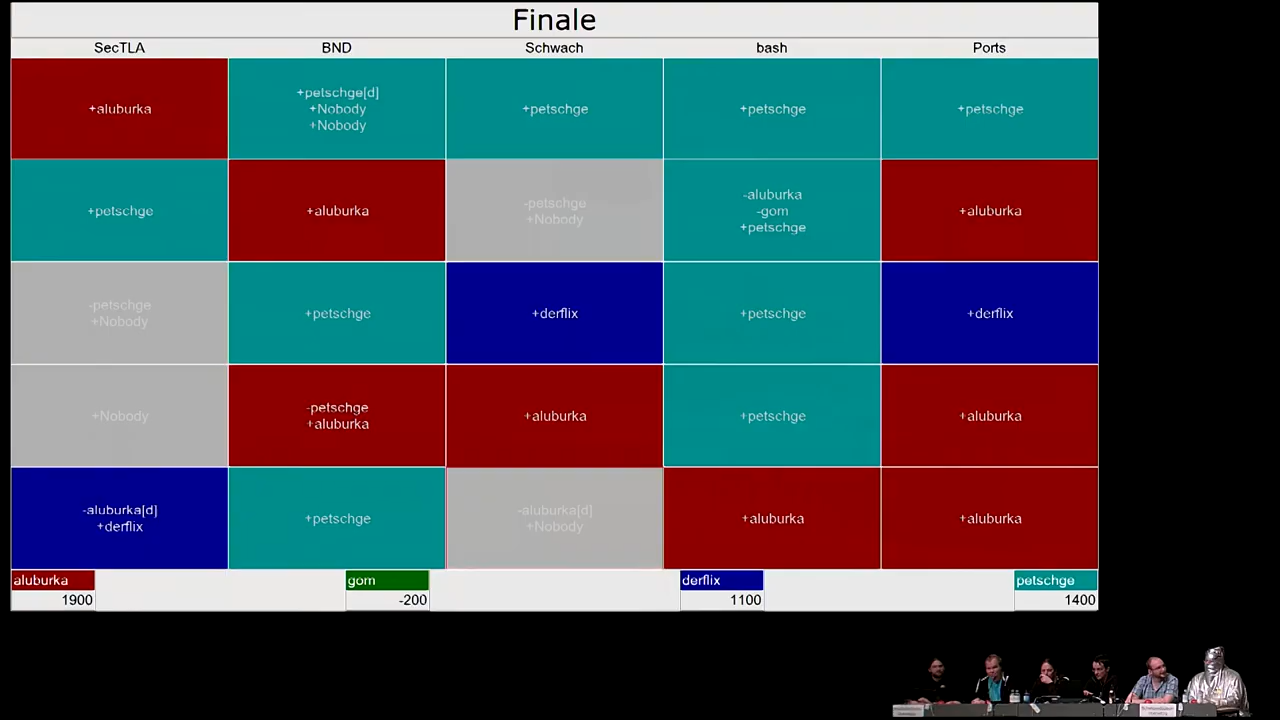 Finale
SecTLA BND Schwach bash Ports
+aluburka
+petschge[d]
+Nobody
+Nobody
+petschge
+petschge
+petschge
+petschge
+aluburka
-petschge
+Nobody
-aluburka
-gom
+petschge
+aluburka
-petschge
+Nobody
+petschge
+derflix
+petschge
+derflix
+Nobody
-petschge
+aluburka
+aluburka
+petschge
+aluburka
-aluburka[d]
+derflix
+petschge
-aluburka[d]
+Nobody
+aluburka
+aluburka
aluburka gom derflix petschge
1900 -200 1100 1400